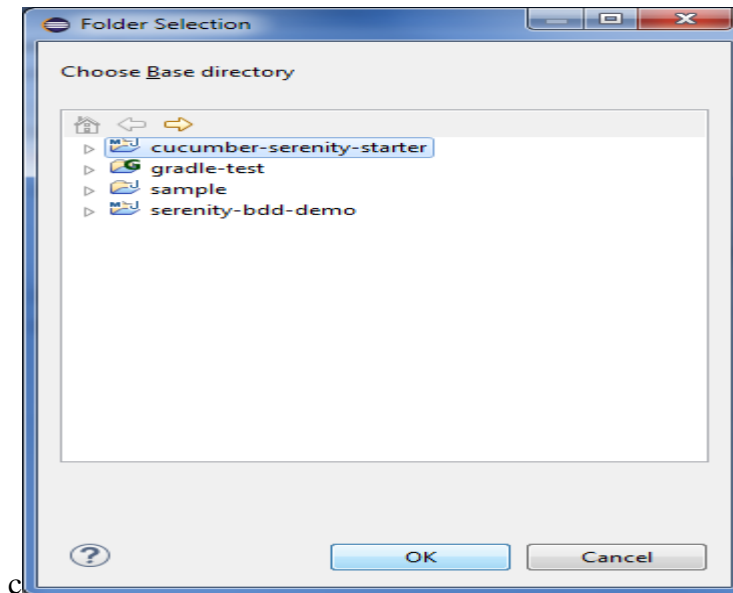 Folder Selection
Choose Base directory
cucumber-serenity-starter
gradle-test
sample
serenity-bdd-demo
OK Cancel
c